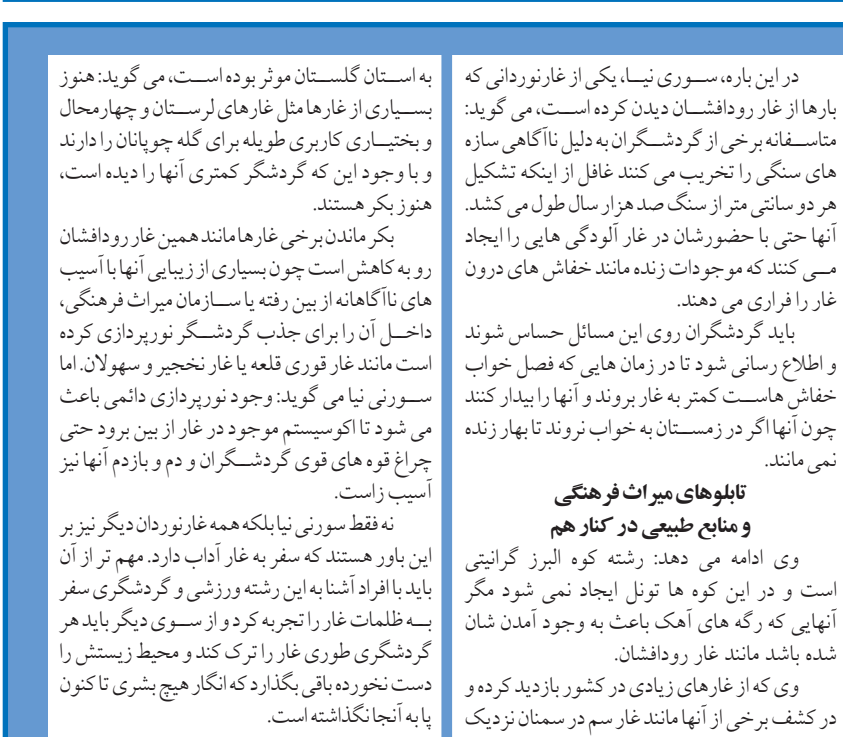 در این باره، سوری نیا، یکی از غارنوردانی که
بارها از غار رودافشان دیدن کرده است، می گوید:
متاسفانه برخی از گردشگران به دلیل ناآگاهی سازه
های سنگی را تخریب می کنند غافل از اینکه تشکیل
هر دو سانتی متر از سنگ صد هزار سال طول می کشد.
آنها حتی با حضورشان در غار آلودگی هایی را ایجاد
می کنند که موجودات زنده مانند خفاش های درون
غار را فراری می دهند.
باید گردشگران روی این مسائل حساس شوند
و اطلاع رسانی شود تا در زمان هایی که فصل خواب
خفاش هاست کمتر به غار بروند و آنها را بیدار کنند
چون آنها اگر در زمستان به خواب نروند تا بهار زنده
نمی مانند.
تابلوهای میراث فرهنگی
و منابع طبیعی در کنار هم
وی ادامه می دهد: رشته کوه البرز گرانیتی
است و در این کوه ها تونل ایجاد نمی شود مگر
آنهایی که رگه های آهک باعث به وجود آمدن شان
شده باشد مانند غار رودافشان.
وی که از غارهای زیادی در کشور بازدید کرده و
در کشف برخی از آنها مانند غار سم در سمنان نزدیک
به استان گلستان موثر بوده است، می گوید: هنوز
بسیاری از غارها مثل غارهای لرستان و چهارمحال
و بختیاری کاربری طویله برای گله چوپانان را دارند
و با وجود این که گردشگر کمتری آنها را دیده است،
هنوز بکر هستند.
بکر ماندن برخی غارها مانند همین غار رودافشان
رو به کاهش است چون بسیاری از زیبایی آنها با آسیب
های ناآگاهانه از بین رفته یا سازمان میراث فرهنگی،
داخل آن را برای جذب گردشگر نورپردازی کرده
است مانند غار قوری قلعه یا غار نخجیر و سهولان. اما
سورنی نیا می گوید: وجود نورپردازی دائمی باعث
می شود تا اکوسیستم موجود در غار از بین برود حتی
چراغ قوه های قوی گردشگران و دم و بازدم آنها نیز
آسیب زاست.
نه فقط سورنی نیا بلکه همه غارنوردان دیگر نیز بر
این باور هستند که سفر به غار آداب دارد. مهم تر از آن
باید با افراد آشنا به این رشته ورزشی و گردشگری سفر
به ظلمات غار را تجربه کرد و از سوی دیگر باید هر
گردشگری طوری غار را ترک کند و محیط زیستش را
دست نخورده باقی بگذارد که انگار هیچ بشری تا کنون
پا به آنجا نگذاشته است.